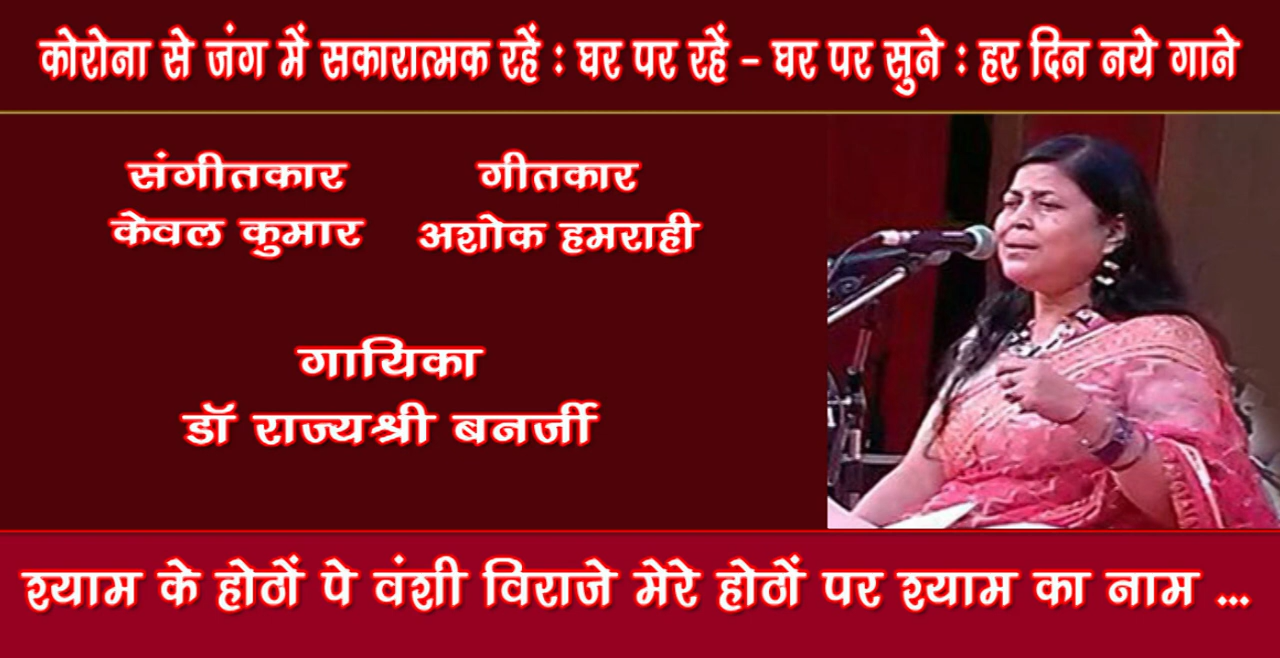 कोरोना से जंग में सकारात्मक रहें : घर पर रहें - घर पर सुने : हर दिन नये गाने
संगीतकार गीतकार
केवल कुमार अशोक हमराही
गायिका
डॉ राज्यश्री बनर्जी
श्याम के होठों पे वंशी विराजे मेरे होठों पर श्याम का नाम ...